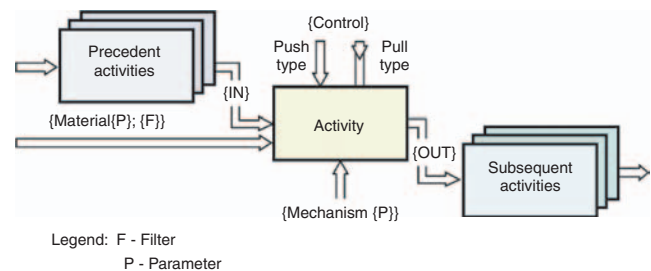 {Control}
Push type
Pull type
Precedent activities
{IN}
{Material{P}; {F}}
Activity
{OUT}
Subsequent activities
{Mechanism {P}}
Legend: F - Filter
P - Parameter